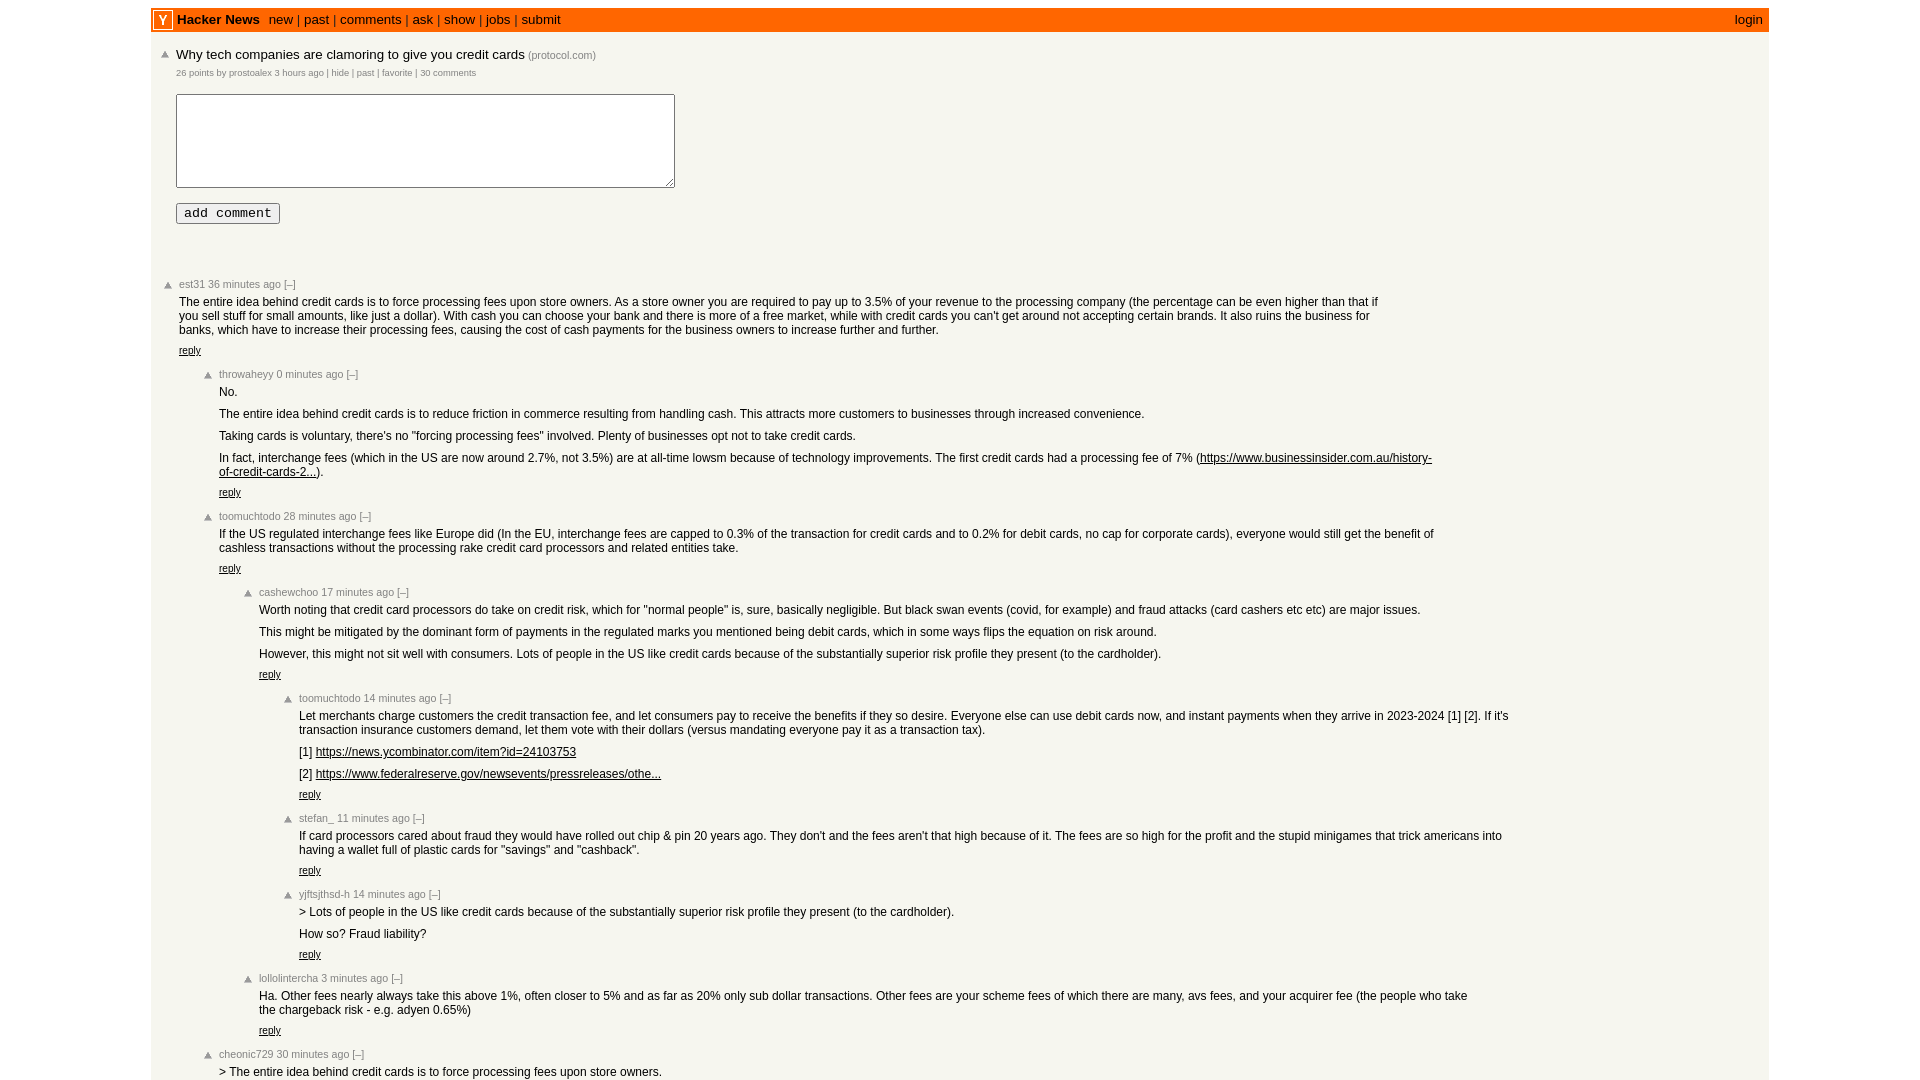 Y Hacker News new | past | comments | ask | show | jobs | submit login
Why tech companies are clamoring to give you credit cards (protocol.com)
26 points by prostoalex 3 hours ago | hide | past | favorite | 30 comments
add comment
est31 36 minutes ago [–]
The entire idea behind credit cards is to force processing fees upon store owners. As a store owner you are required to pay up to 3.5% of your revenue to the processing company (the percentage can be even higher than that if
you sell stuff for small amounts, like just a dollar). With cash you can choose your bank and there is more of a free market, while with credit cards you can't get around not accepting certain brands. It also ruins the business for
banks, which have to increase their processing fees, causing the cost of cash payments for the business owners to increase further and further.
reply
throwaheyy 0 minutes ago [–]
No.
The entire idea behind credit cards is to reduce friction in commerce resulting from handling cash. This attracts more customers to businesses through increased convenience.
Taking cards is voluntary, there's no "forcing processing fees" involved. Plenty of businesses opt not to take credit cards.
In fact, interchange fees (which in the US are now around 2.7%, not 3.5%) are at all-time lowsm because of technology improvements. The first credit cards had a processing fee of 7% (https://www.businessinsider.com.au/history-
of-credit-cards-2...).
reply
toomuchtodo 28 minutes ago [–]
If the US regulated interchange fees like Europe did (In the EU, interchange fees are capped to 0.3% of the transaction for credit cards and to 0.2% for debit cards, no cap for corporate cards), everyone would still get the benefit of
cashless transactions without the processing rake credit card processors and related entities take.
reply
cashewchoo 17 minutes ago [–]
Worth noting that credit card processors do take on credit risk, which for "normal people" is, sure, basically negligible. But black swan events (covid, for example) and fraud attacks (card cashers etc etc) are major issues.
This might be mitigated by the dominant form of payments in the regulated marks you mentioned being debit cards, which in some ways flips the equation on risk around.
However, this might not sit well with consumers. Lots of people in the US like credit cards because of the substantially superior risk profile they present (to the cardholder).
reply
toomuchtodo 14 minutes ago [–]
Let merchants charge customers the credit transaction fee, and let consumers pay to receive the benefits if they so desire. Everyone else can use debit cards now, and instant payments when they arrive in 2023-2024 [1] [2]. If it's
transaction insurance customers demand, let them vote with their dollars (versus mandating everyone pay it as a transaction tax).
[1] https://news.ycombinator.com/item?id=24103753
[2] https://www.federalreserve.gov/newsevents/pressreleases/othe...
reply
stefan_ 11 minutes ago [–]
If card processors cared about fraud they would have rolled out chip & pin 20 years ago. They don't and the fees aren't that high because of it. The fees are so high for the profit and the stupid minigames that trick americans into
having a wallet full of plastic cards for "savings" and "cashback".
reply
yjftsjthsd-h 14 minutes ago [–]
> Lots of people in the US like credit cards because of the substantially superior risk profile they present (to the cardholder).
How so? Fraud liability?
reply
lollolintercha 3 minutes ago [–]
Ha. Other fees nearly always take this above 1%, often closer to 5% and as far as 20% only sub dollar transactions. Other fees are your scheme fees of which there are many, avs fees, and your acquirer fee (the people who take
the chargeback risk - e.g. adyen 0.65%)
reply
cheonic729 30 minutes ago [–]
> The entire idea behind credit cards is to force processing fees upon store owners.